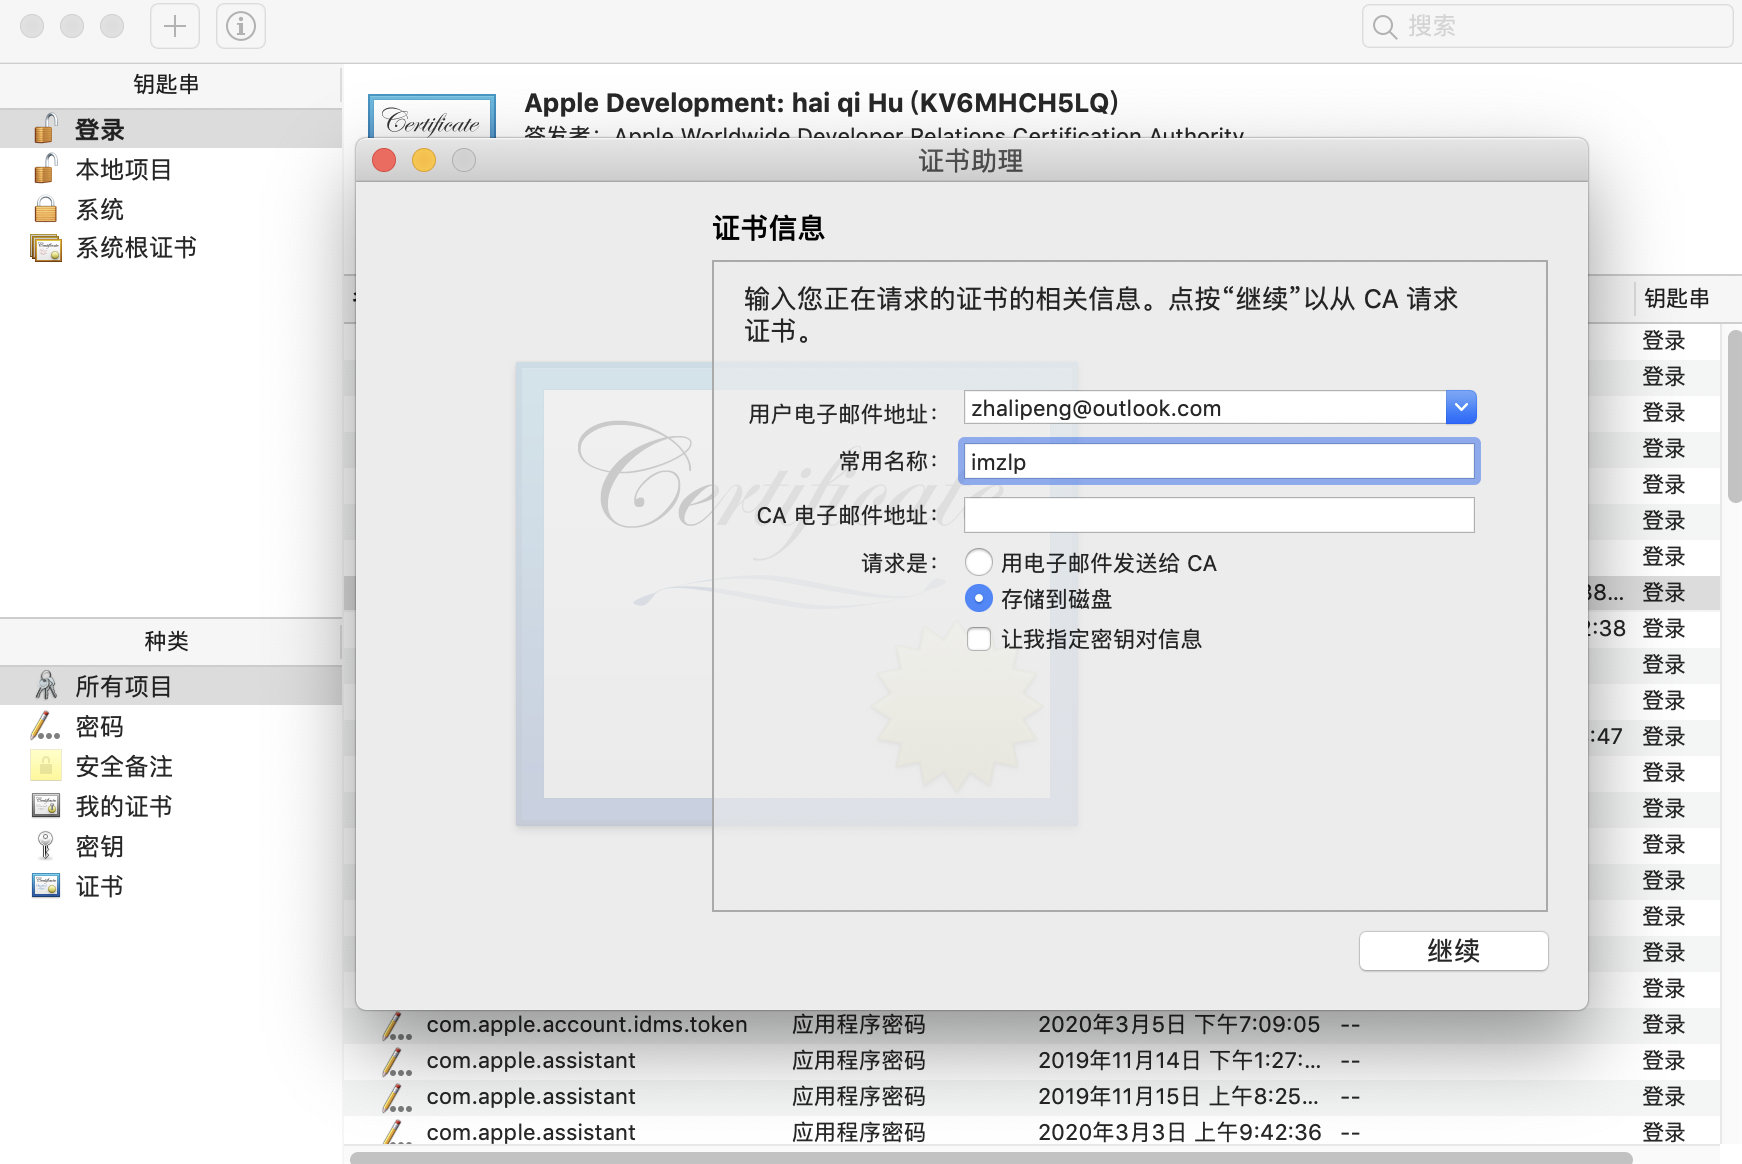 搜索
钥匙串
登录
本地项目
系统
系统根证书
种类
所有项目
密码
安全备注
我的证书
密钥
证书
Certificate
Apple Development: hai qi Hu (KV6MHCH5LQ)
签发者：Apple Worldwide Developer Relations Certification Authority
证书助理
证书信息
输入您正在请求的证书的相关信息。点按“继续”以从 CA 请求
证书。
Certificate
用户电子邮件地址： zhalipeng@outlook.com
常用名称： imzlp
CA 电子邮件地址：
请求是： 用电子邮件发送给 CA
存储到磁盘
让我指定密钥对信息
继续
钥匙串
登录
登录
登录
登录
登录
登录
登录
38... 登录
2:38 登录
登录
登录
:47 登录
登录
登录
登录
登录
登录
登录
登录
com.apple.account.idms.token 应用程序密码 2020年3月5日 下午7:09:05 -- 登录
com.apple.assistant 应用程序密码 2019年11月14日 下午1:27:... -- 登录
com.apple.assistant 应用程序密码 2019年11月15日 上午8:25... -- 登录
com.apple.assistant 应用程序密码 2020年3月3日 上午9:42:36 -- 登录